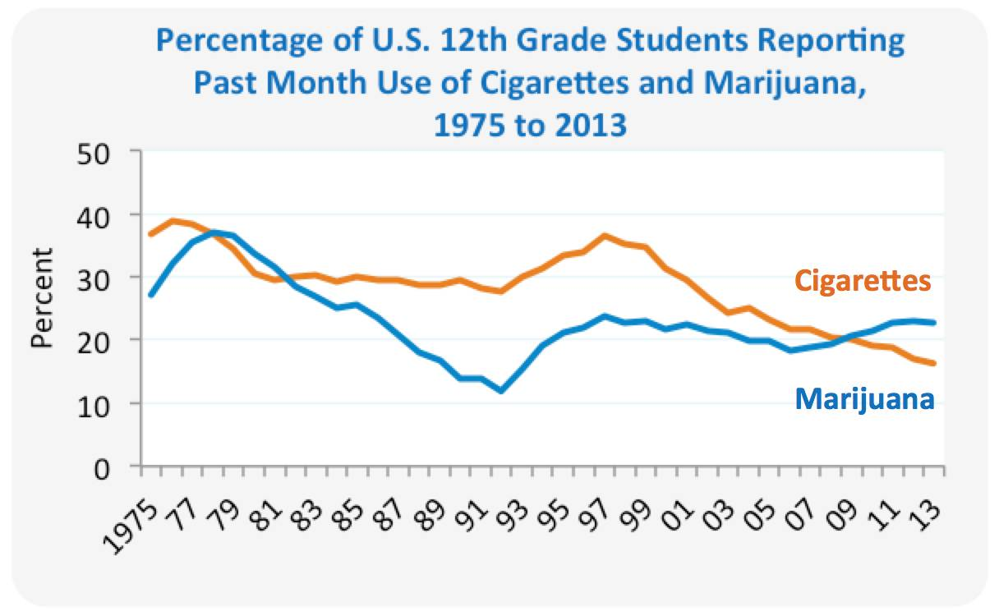 Percentage of U.S. 12th Grade Students Reporting
Past Month Use of Cigarettes and Marijuana,
1975 to 2013
50
40
30
20
10
0
Percent
Cigarettes
Marijuana
1975 77 79 81 83 85 87 89 91 93 95 97 99 01 03 05 07 09 11 13